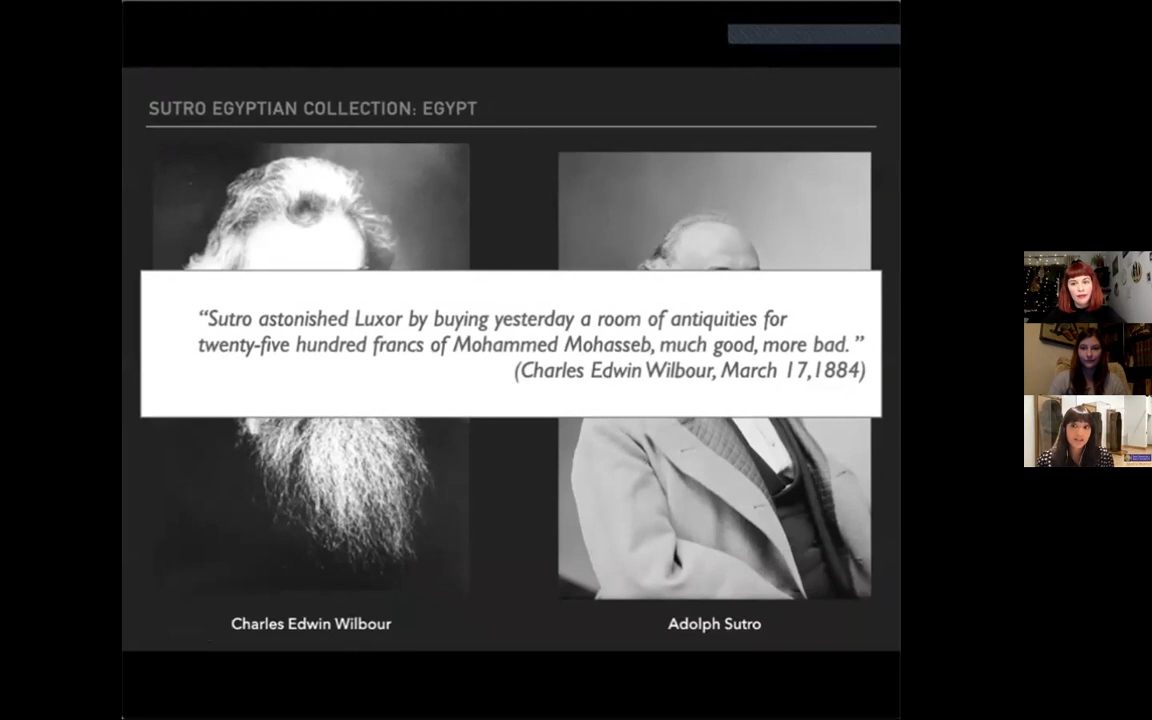 SUTRO EGYPTIAN COLLECTION: EGYPT
“Sutro astonished Luxor by buying yesterday a room of antiquities for
twenty-five hundred francs of Mohammed Mohasseb, much good, more bad. ”
(Charles Edwin Wilbour, March 17,1884)
Charles Edwin Wilbour
Adolph Sutro